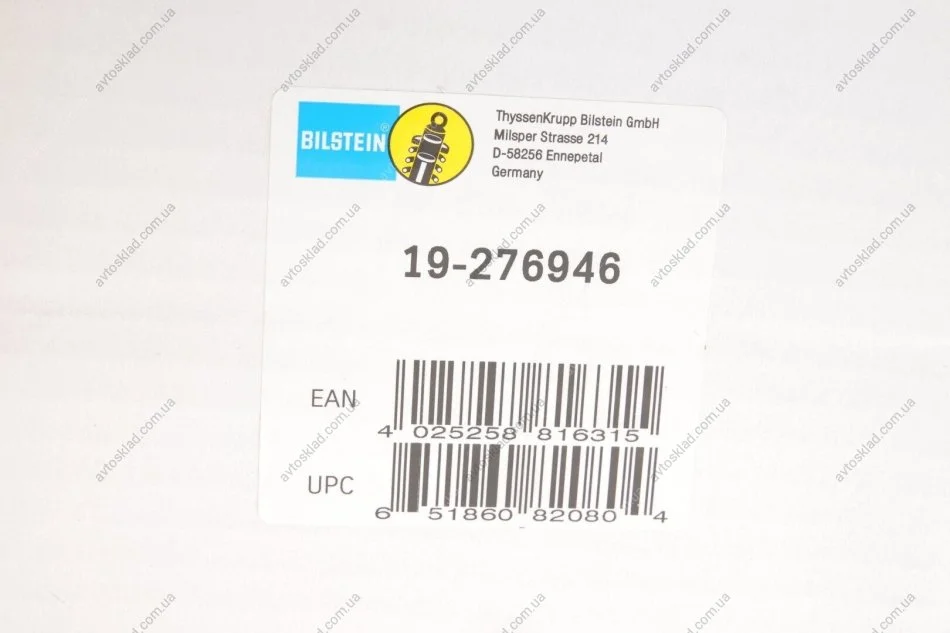 BILSTEIN®
ThyssenKrupp Bilstein GmbH
Milsper Strasse 214
D-58256 Ennepetal
Germany
19-276946
EAN
4 025258 816315
UPC
6 51860 82080 4
avtosklad.com.ua